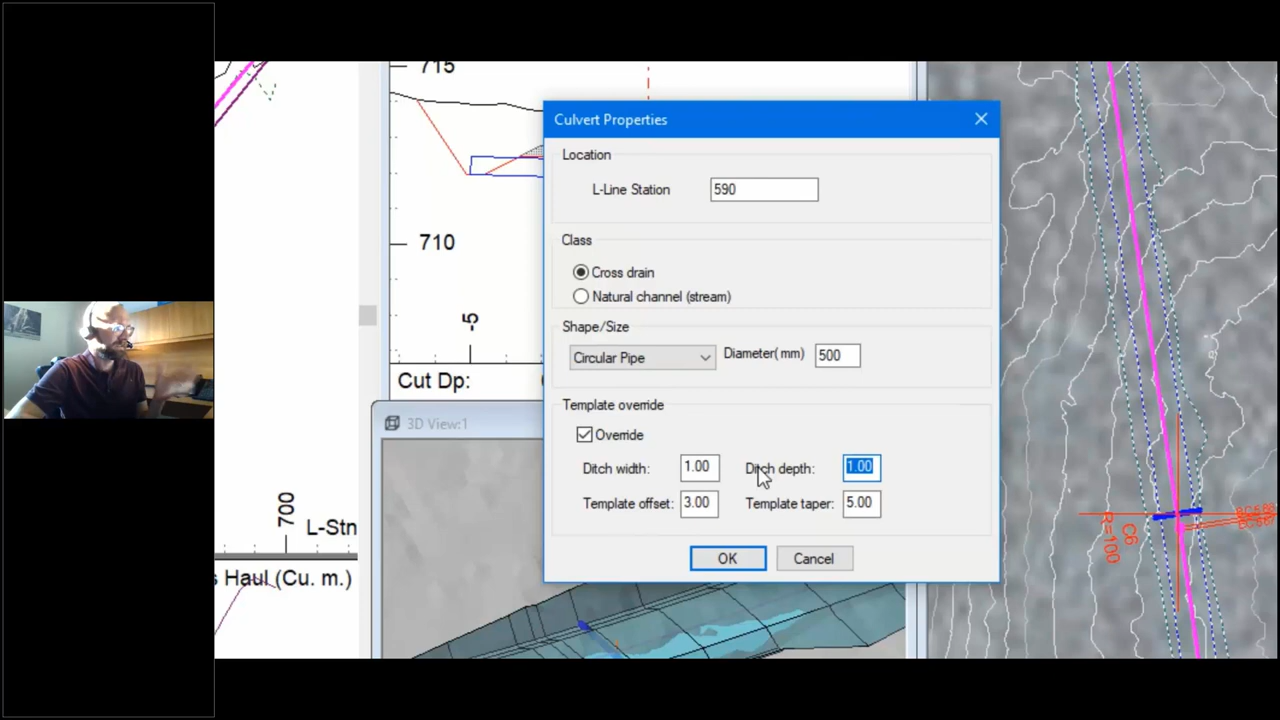 715
710
-5
Cut Dp:
3D View:1
700
L-Stn
s Haul (Cu. m.)
Culvert Properties
Location
L-Line Station 590
Class
Cross drain
Natural channel (stream)
Shape/Size
Circular Pipe Diameter( mm) 500
Template override
Override
Ditch width: 1.00 Ditch depth: 1.00
Template offset: 3.00 Template taper: 5.00
OK Cancel
C6
R=100